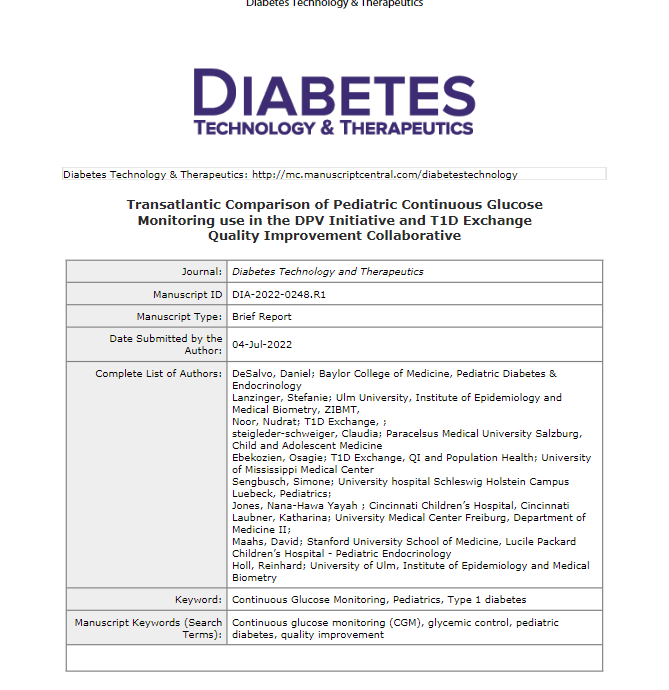 Diabetes Technology & Therapeutics
DIABETES
TECHNOLOGY & THERAPEUTICS
Diabetes Technology & Therapeutics: http://mc.manuscriptcentral.com/diabetestechnology
Transatlantic Comparison of Pediatric Continuous Glucose
Monitoring use in the DPV Initiative and T1D Exchange
Quality Improvement Collaborative
Journal: Diabetes Technology and Therapeutics
Manuscript ID DIA-2022-0248.R1
Manuscript Type: Brief Report
Date Submitted by the
Author: 04-Jul-2022
Complete List of Authors: DeSalvo, Daniel; Baylor College of Medicine, Pediatric Diabetes &
Endocrinology
Lanzinger, Stefanie; Ulm University, Institute of Epidemiology and
Medical Biometry, ZIBMT,
Noor, Nudrat; T1D Exchange, ;
steigleder-schweiger, Claudia; Paracelsus Medical University Salzburg,
Child and Adolescent Medicine
Ebekozien, Osagie; T1D Exchange, QI and Population Health; University
of Mississippi Medical Center
Sengbusch, Simone; University hospital Schleswig Holstein Campus
Luebeck, Pediatrics;
Jones, Nana-Hawa Yayah ; Cincinnati Children’s Hospital, Cincinnati
Laubner, Katharina; University Medical Center Freiburg, Department of
Medicine II;
Maahs, David; Stanford University School of Medicine, Lucile Packard
Children’s Hospital - Pediatric Endocrinology
Holl, Reinhard; University of Ulm, Institute of Epidemiology and Medical
Biometry
Keyword: Continuous Glucose Monitoring, Pediatrics, Type 1 diabetes
Manuscript Keywords (Search
Terms): Continuous glucose monitoring (CGM), glycemic control, pediatric
diabetes, quality improvement